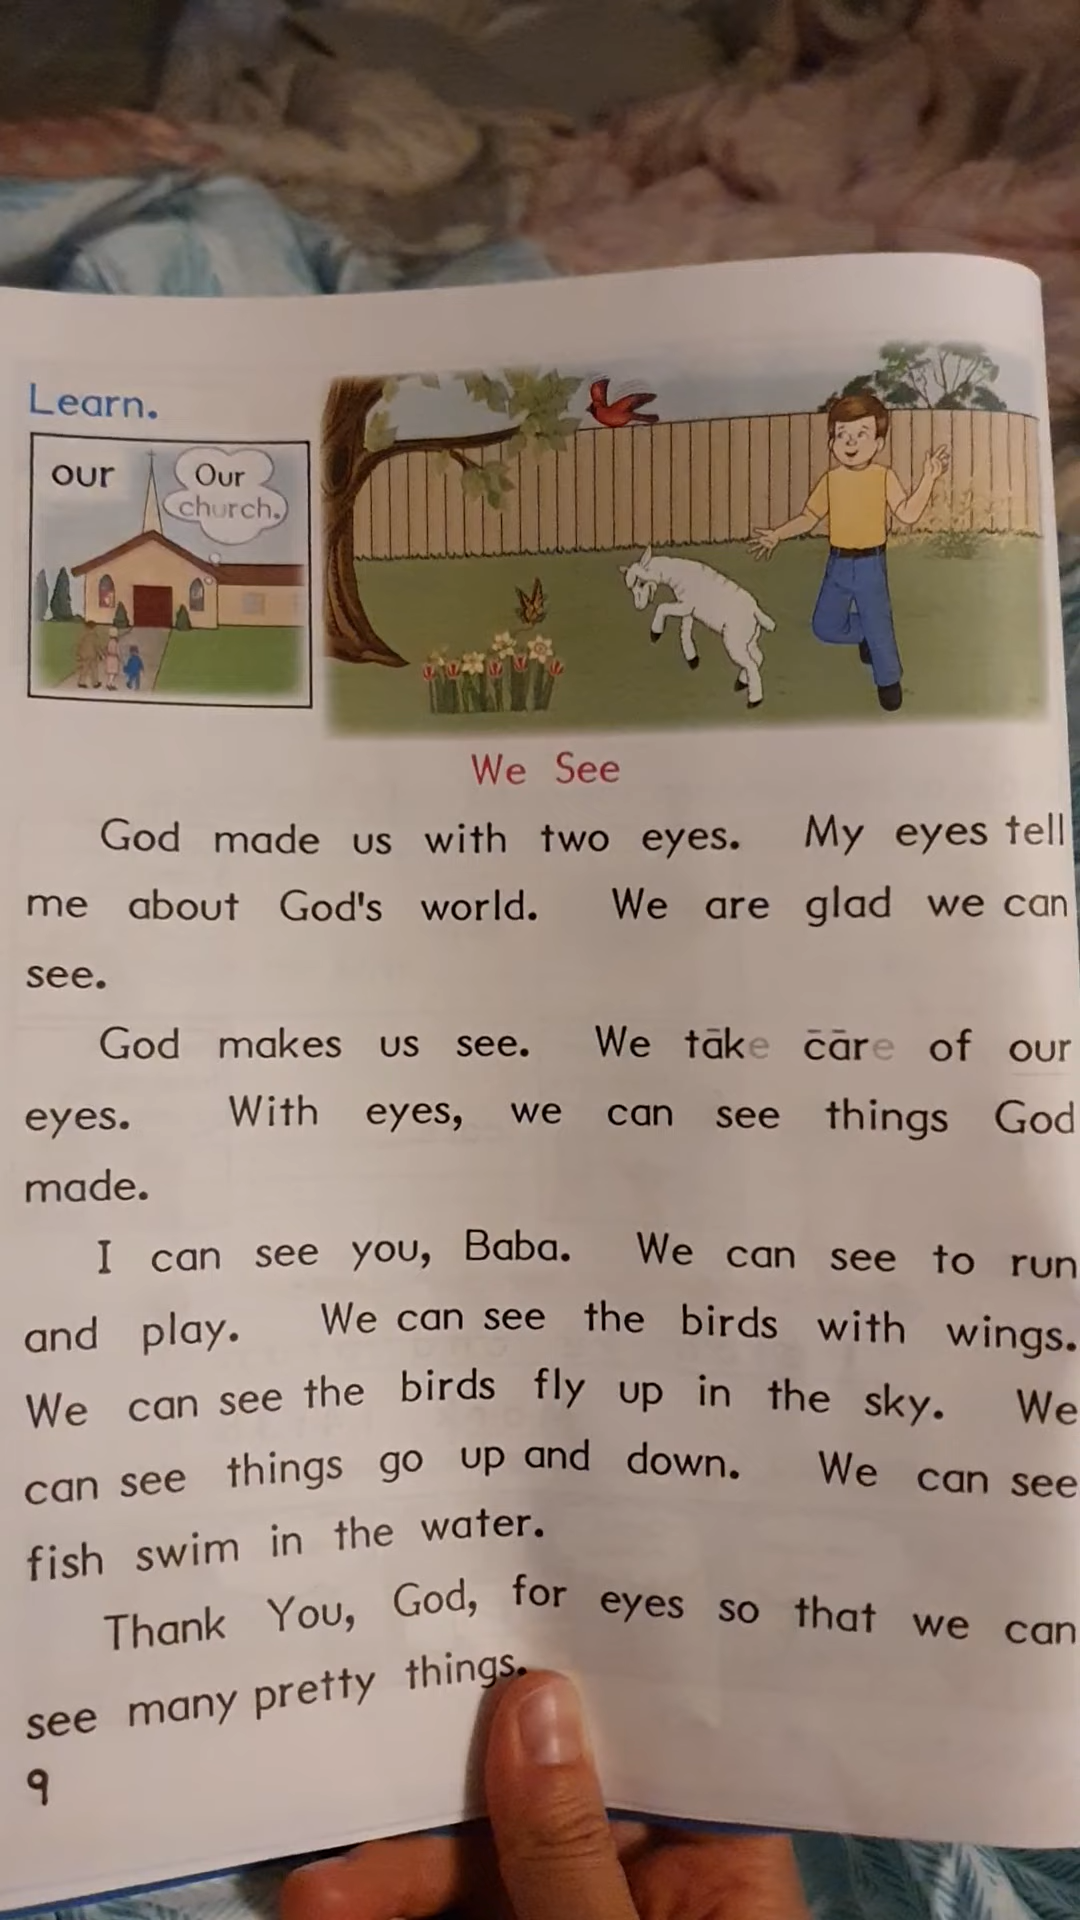 Learn.
our
Our
church.
We See
God made us with two eyes. My eyes tell
me about God's world. We are glad we can
see.
God makes us see. We tāke c̄āre of our
eyes. With eyes, we can see things God
made.
I can see you, Baba. We can see to run
and play. We can see the birds with wings.
We can see the birds fly up in the sky. We
can see things go up and down. We can see
fish swim in the water.
Thank You, God, for eyes so that we can
see many pretty things.
9